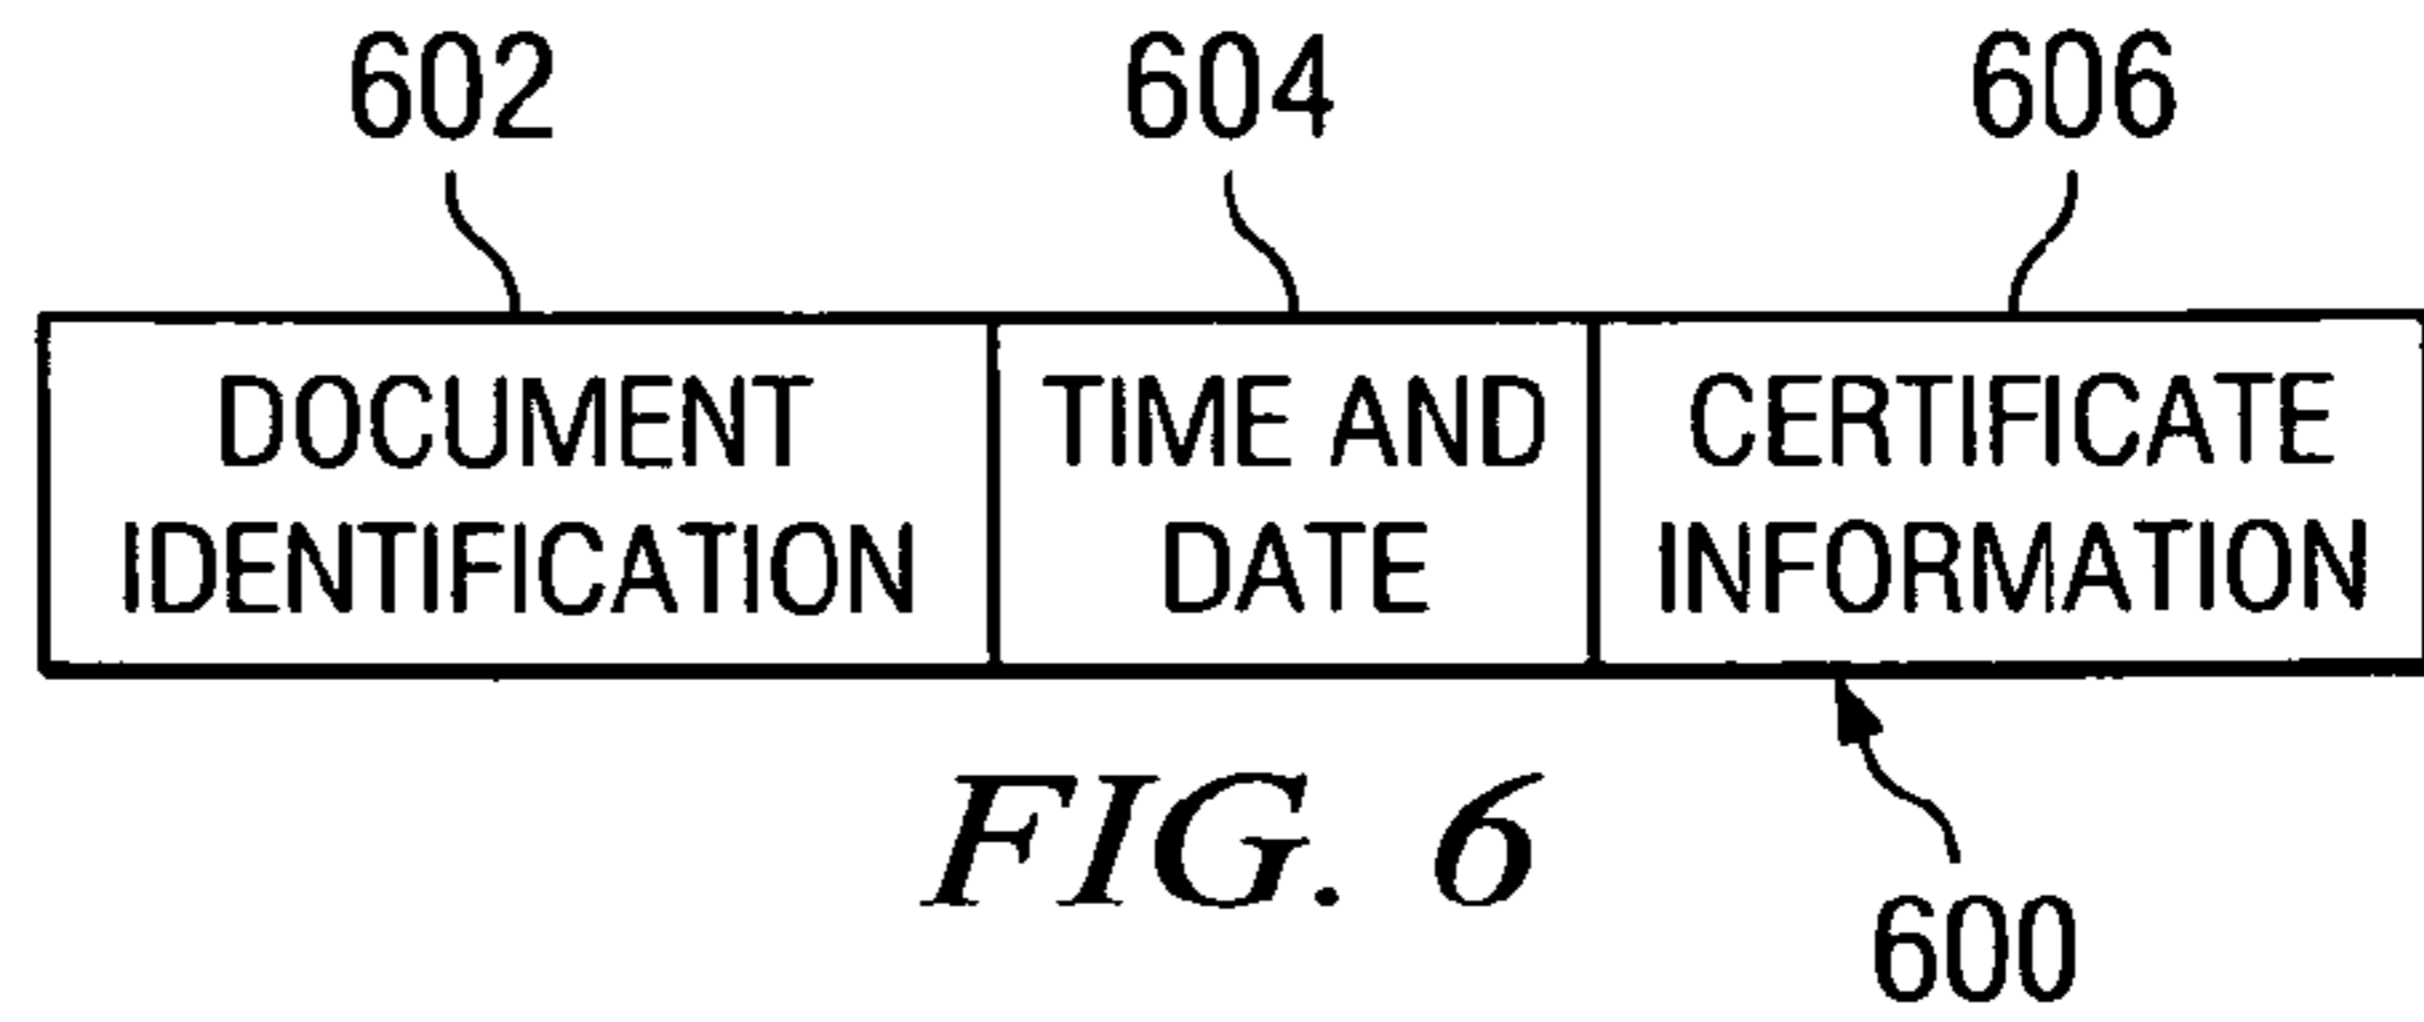 602 604 606
DOCUMENT IDENTIFICATION
TIME AND DATE
CERTIFICATE INFORMATION
FIG. 6
600